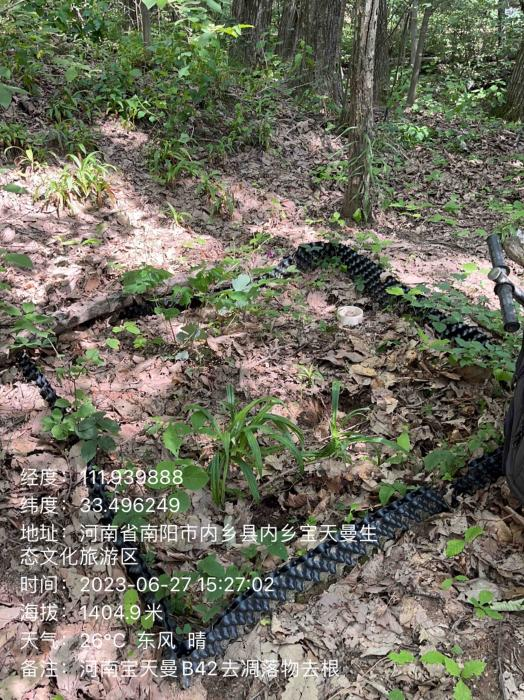 经度：111.939888
纬度：33.496249
地址：河南省南阳市内乡县内乡宝天曼生
态文化旅游区
时间：2023-06-27 15:27:02
海拔：1404.9米
天气：26°C 东风 晴
备注：河南宝天曼B42去凋落物去根